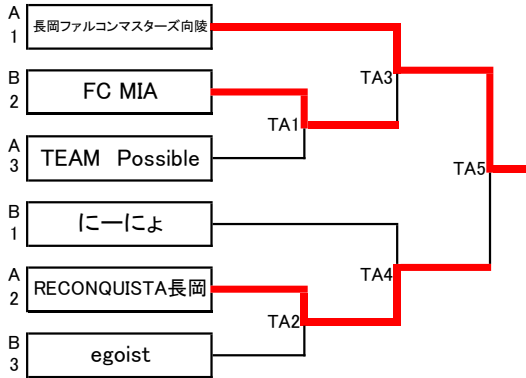 A
1
長岡ファルコンマスターズ向陵
B
2
FC MIA
A
3
TEAM　Possible
B
1
にーにょ
A
2
RECONQUISTA長岡
B
3
egoist
TA1
TA2
TA3
TA4
TA5